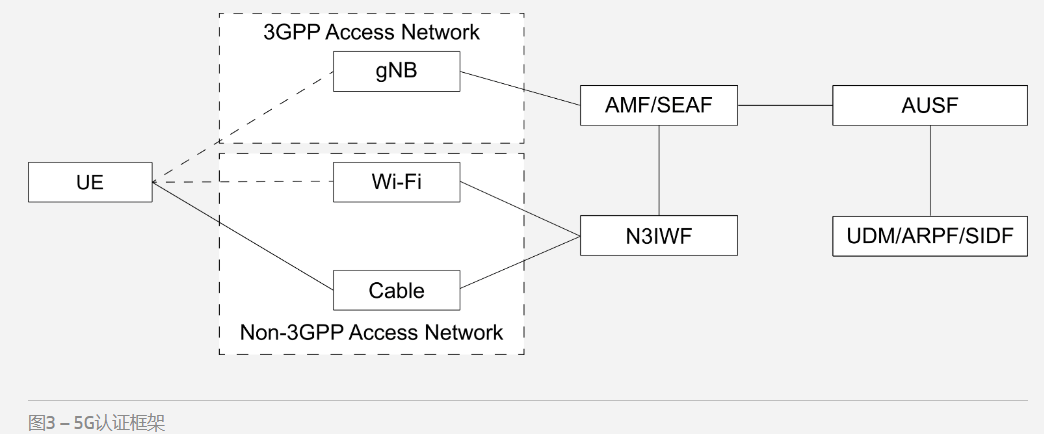 3GPP Access Network
gNB
AMF/SEAF
AUSF
UE
Wi-Fi
N3IWF
UDM/ARPF/SIDF
Cable
Non-3GPP Access Network
图3 – 5G认证框架